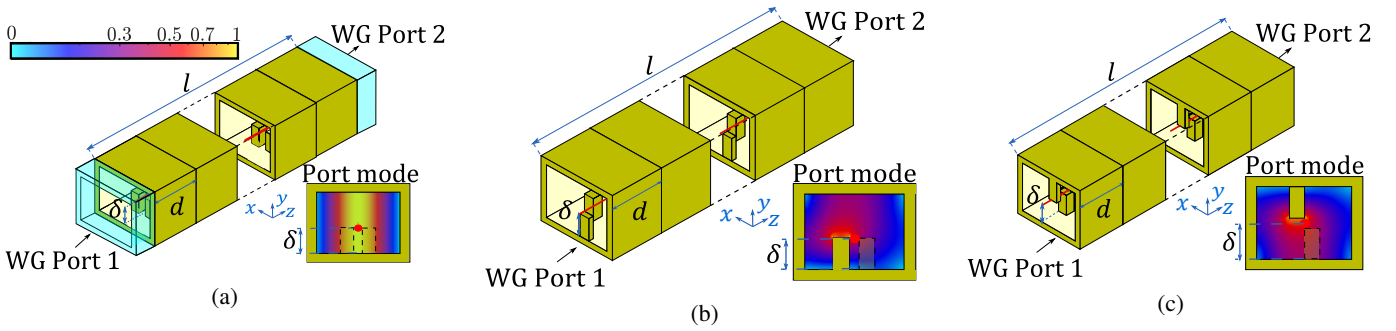 0 0.3 0.5 0.7 1
WG Port 2
l
δ
d
WG Port 1
x y z
Port mode
δ
(a)
WG Port 2
l
δ
d
WG Port 1
x y z
Port mode
δ
(b)
WG Port 2
l
δ
d
WG Port 1
x y z
Port mode
δ
(c)